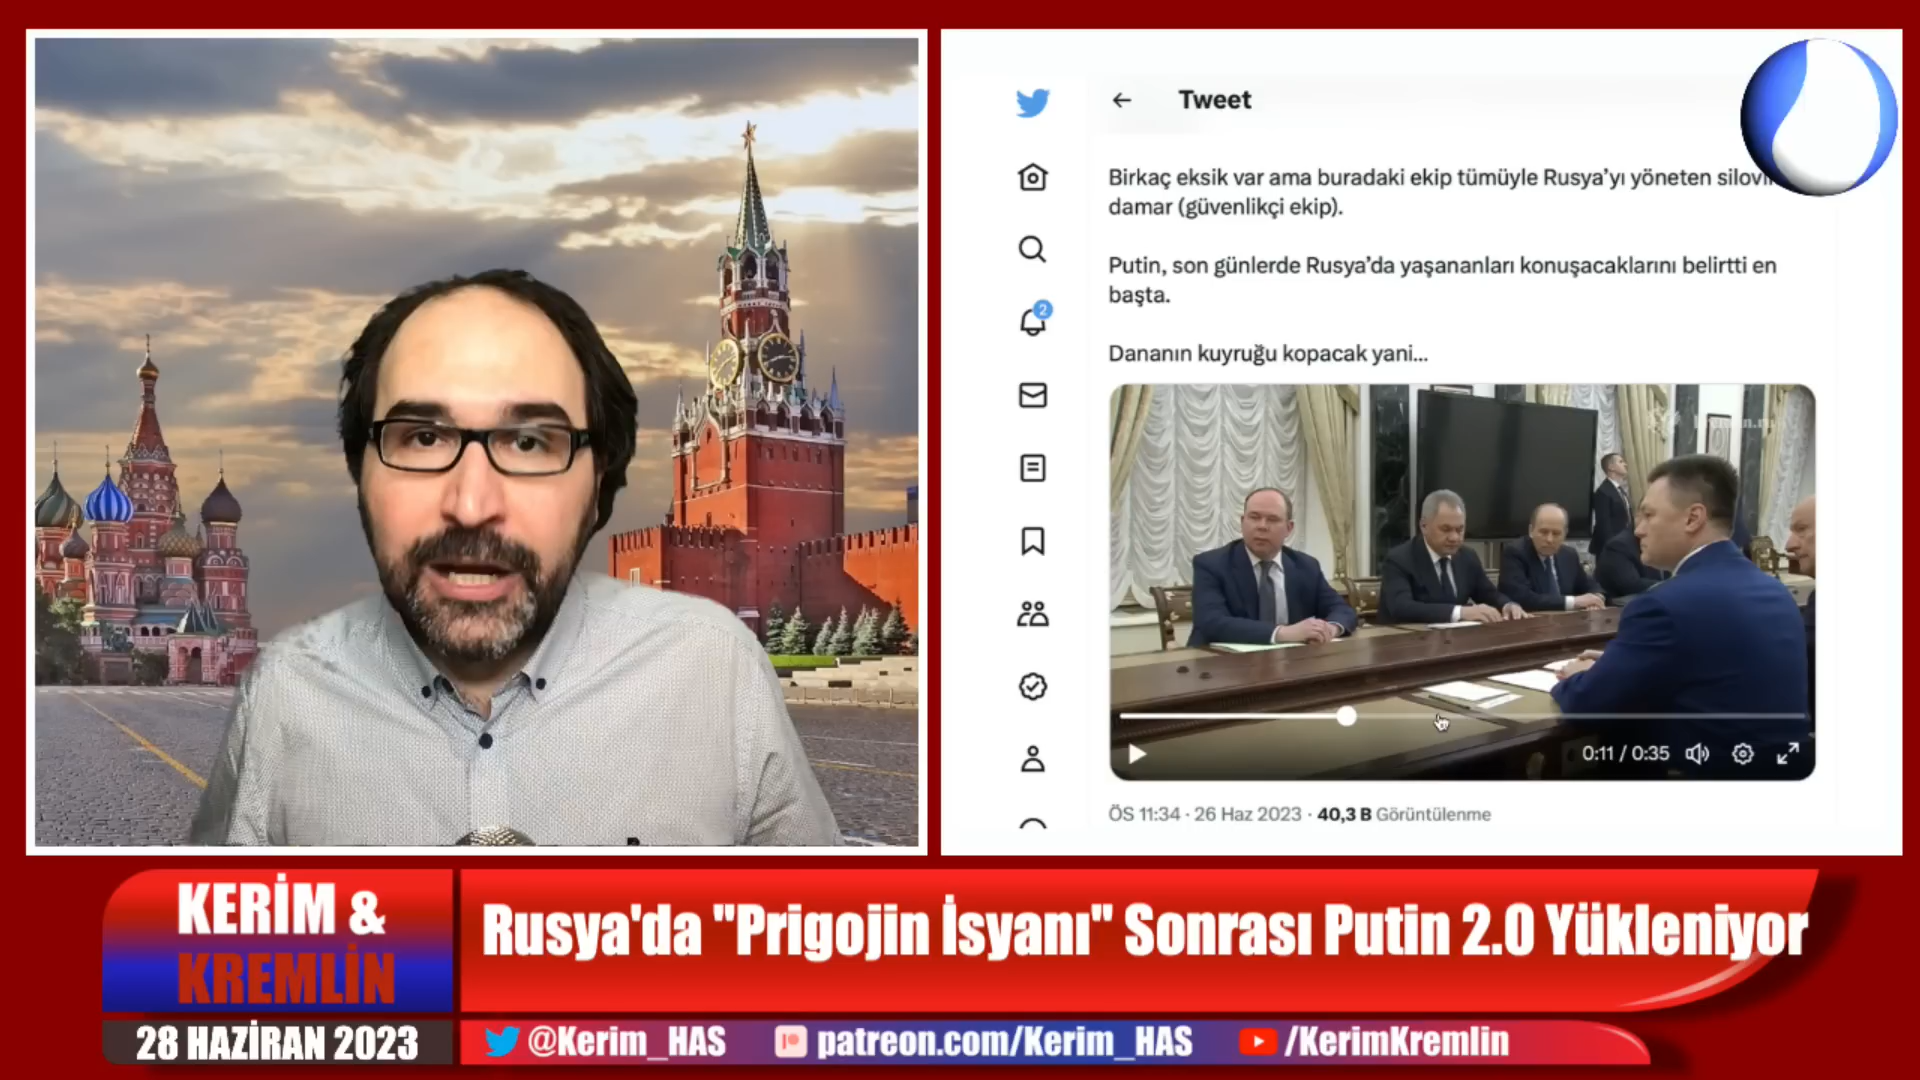 Tweet
Birkaç eksik var ama buradaki ekip tümüyle Rusya'yı yöneten
damar (güvenlikçi ekip).
Putin, son günlerde Rusya'da yaşananları konuşacaklarını belirtti en
başta.
Dananın kuyruğu kopacak yani...
2
0:11 / 0:35
ÖS 11:34 · 26 Haz 2023 · 40,3 B Görüntülenme
KERİM &
KREMLİN
Rusya'da "Prigojin İsyanı" Sonrası Putin 2.0 Yükleniyor
28 HAZİRAN 2023
@Kerim_HAS
patreon.com/Kerim_HAS
/KerimKremlin